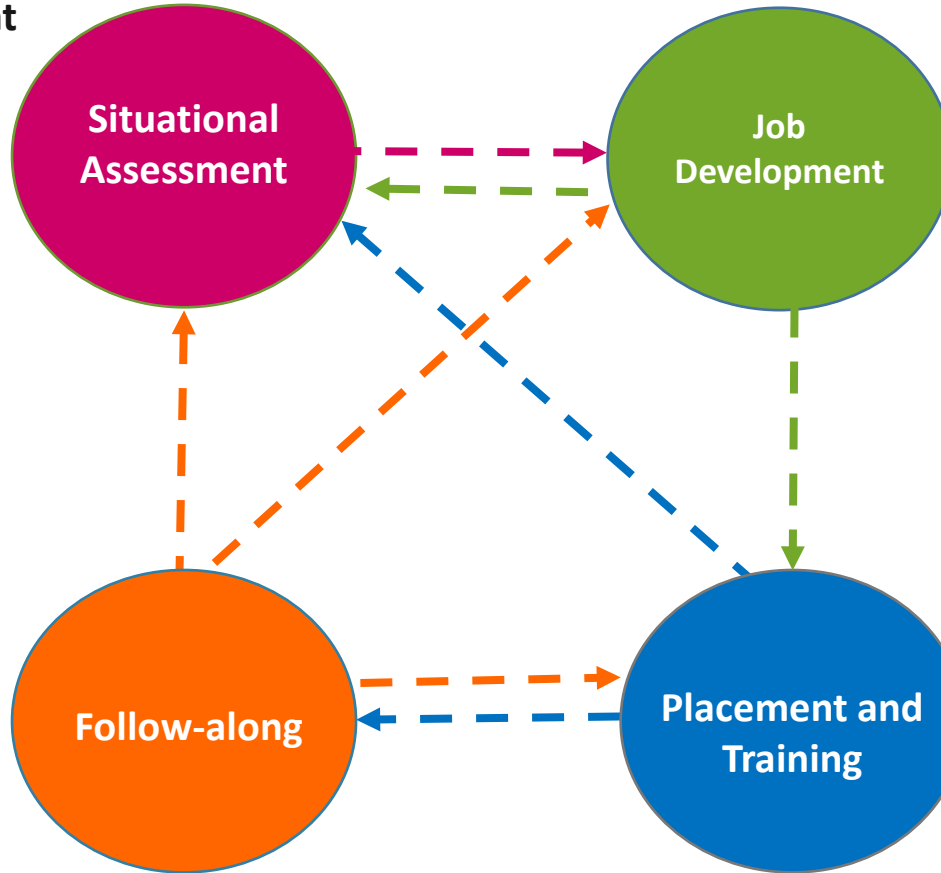 Situational
Assessment
Job
Development
Follow-along
Placement and
Training